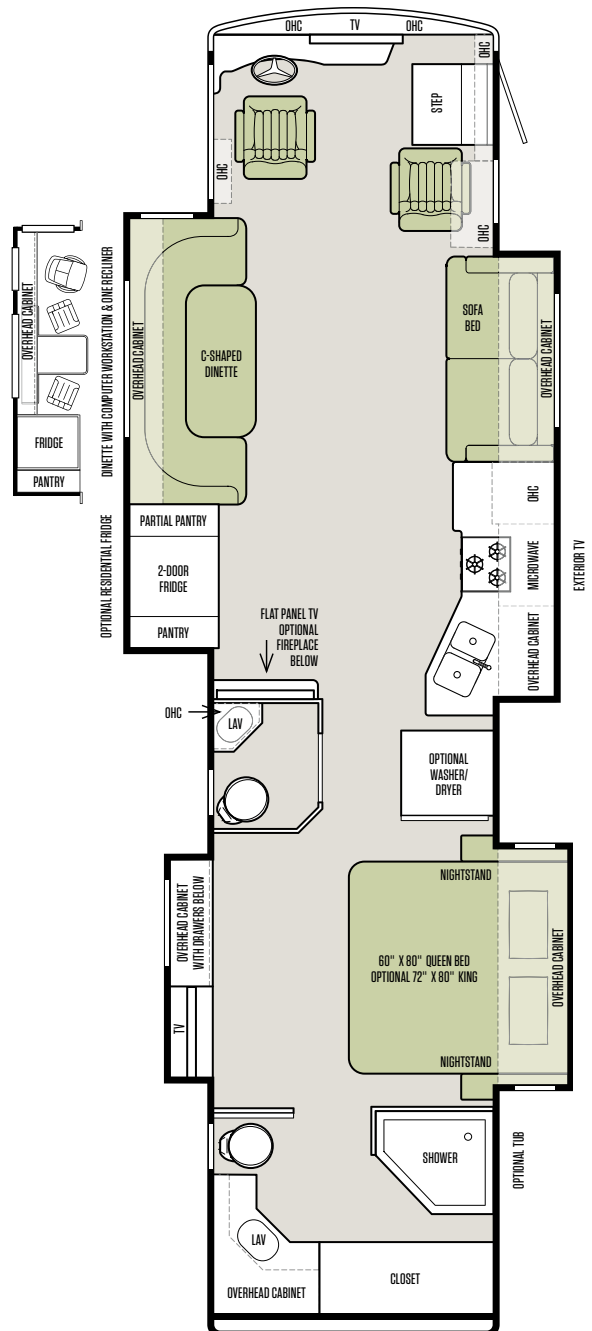 OHC
TV
OHC
OHC
STEP
OHC
OHC
OVERHEAD CABINET
FRIDGE
PANTRY
DINETTE WITH COMPUTER WORKSTATION & ONE RECLINER
OVERHEAD CABINET
C-SHAPED
DINETTE
SOFA
BED
OVERHEAD CABINET
OPTIONAL RESIDENTIAL FRIDGE
PARTIAL PANTRY
2-DOOR
FRIDGE
PANTRY
OHC
MICROWAVE
OVERHEAD CABINET
EXTERIOR TV
FLAT PANEL TV
OPTIONAL
FIREPLACE
BELOW
OHC
LAV
OPTIONAL
WASHER/
DRYER
OVERHEAD CABINET
WITH DRAWERS BELOW
TV
NIGHTSTAND
60" X 80" QUEEN BED
OPTIONAL 72" X 80" KING
NIGHTSTAND
OVERHEAD CABINET
SHOWER
OPTIONAL TUB
LAV
OVERHEAD CABINET
CLOSET